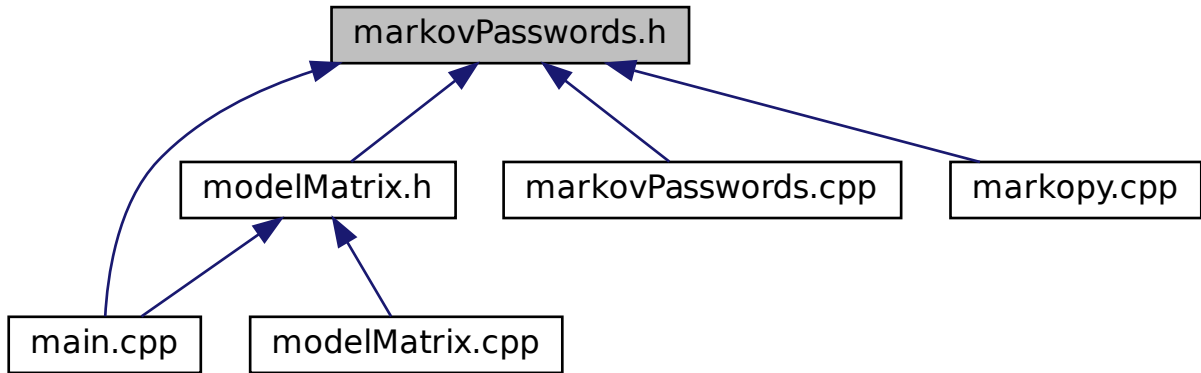 markovPasswords.h
modelMatrix.h
markovPasswords.cpp
markopy.cpp
main.cpp
modelMatrix.cpp